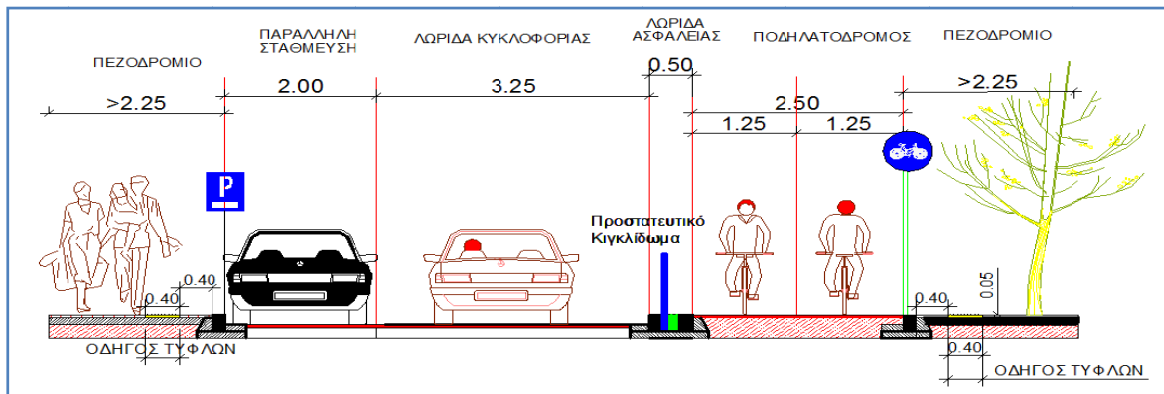 ΠΕΖΟΔΡΟΜΙΟ
ΠΑΡΑΛΛΗΛΗ
ΣΤΑΘΜΕΥΣΗ
ΛΩΡΙΔΑ ΚΥΚΛΟΦΟΡΙΑΣ
ΛΩΡΙΔΑ
ΑΣΦΑΛΕΙΑΣ
ΠΟΔΗΛΑΤΟΔΡΟΜΟΣ
ΠΕΖΟΔΡΟΜΙΟ
>2.25
2.00
3.25
0.50
2.50
>2.25
1.25
1.25
P
Προστατευτικό
Κιγκλίδωμα
0.40
0.40
0.40
0.05
0.40
ΟΔΗΓΟΣ ΤΥΦΛΩΝ
ΟΔΗΓΟΣ ΤΥΦΛΩΝ